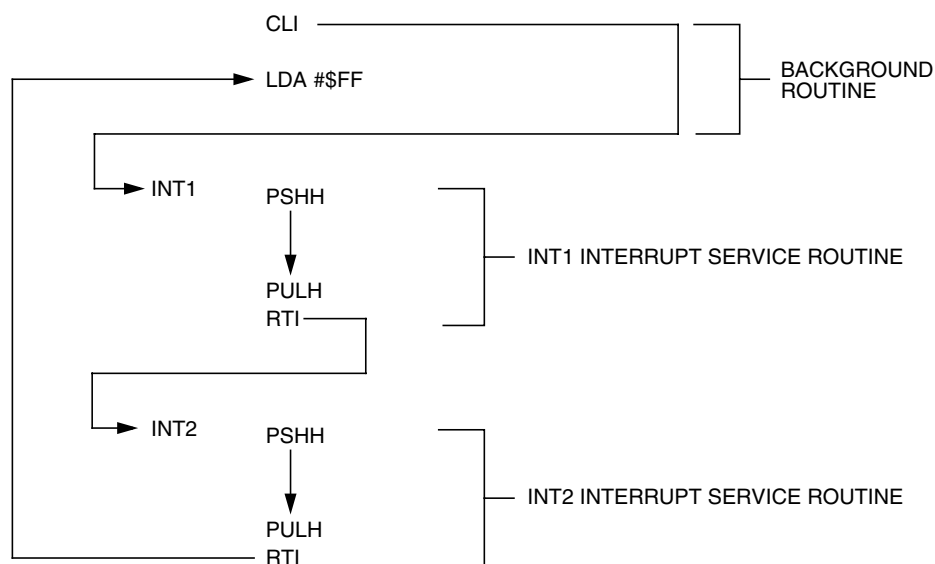 CLI
LDA #$FF
BACKGROUND
ROUTINE
INT1
PSHH
INT1 INTERRUPT SERVICE ROUTINE
PULH
RTI
INT2
PSHH
INT2 INTERRUPT SERVICE ROUTINE
PULH
RTI